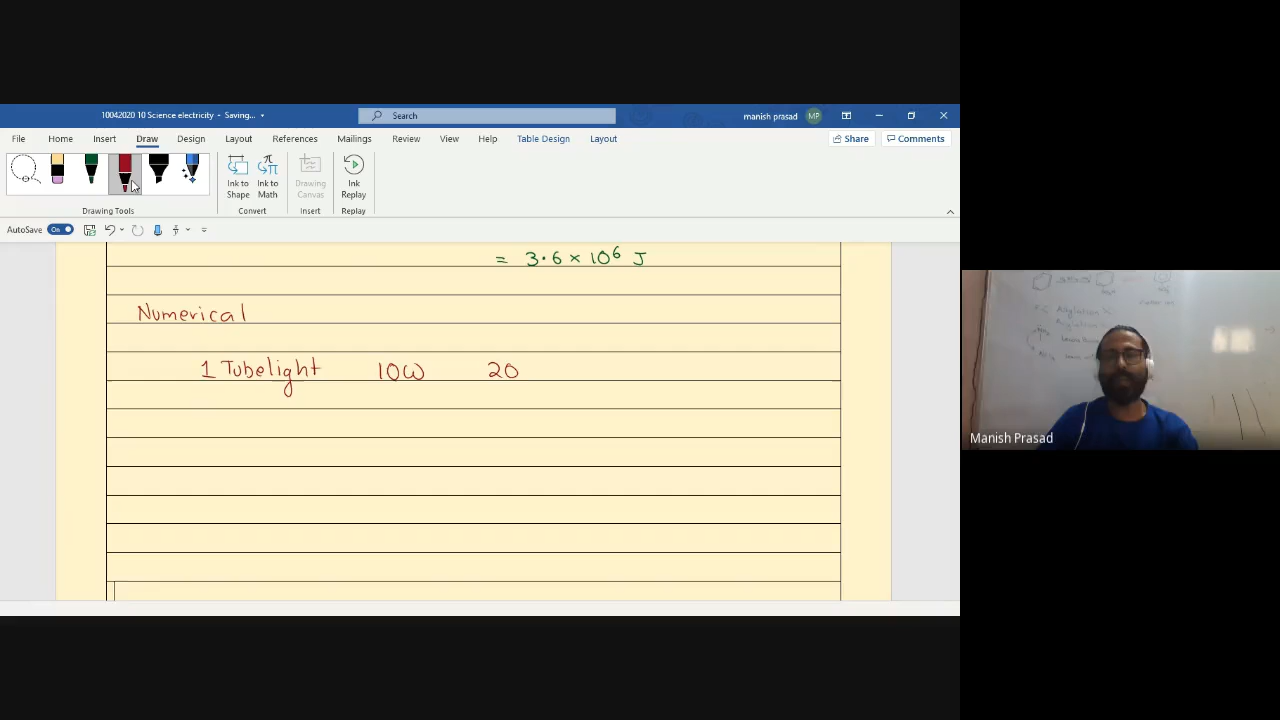 10042020 10 Science electricity - Saving...
Search
manish prasad MP
File Home Insert Draw Design Layout References Mailings Review View Help Table Design Layout
Share Comments
Ink to Shape
Ink to Math
Drawing Canvas
Ink Replay
Drawing Tools Convert Insert Replay
AutoSave On
= 3.6 × 10⁶ J
Numerical
1 Tubelight 10W 20
Manish Prasad